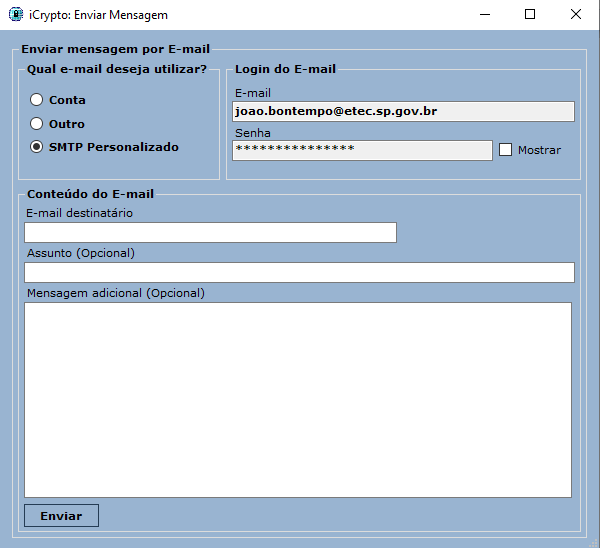 iCrypto: Enviar Mensagem
Enviar mensagem por E-mail
Qual e-mail deseja utilizar?
Conta
Outro
SMTP Personalizado
Login do E-mail
E-mail
joao.bontempo@etec.sp.gov.br
Senha
***************
Mostrar
Conteúdo do E-mail
E-mail destinatário
Assunto (Opcional)
Mensagem adicional (Opcional)
Enviar